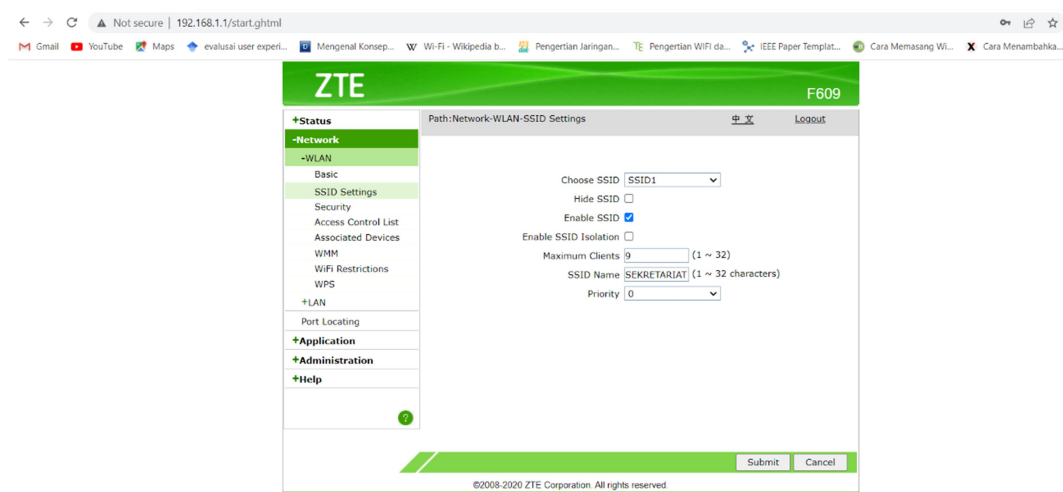 Not secure | 192.168.1.1/start.ghtml
Gmail YouTube Maps evalusai user experi... Mengenal Konsep... Wi-Fi - Wikipedia b... Pengertian Jaringan... Pengertian WIFI da... IEEE Paper Templat... Cara Memasang Wi... Cara Menambahka...
ZTE
F609
+Status
Path:Network-WLAN-SSID Settings 中文 Logout
-Network
-WLAN
Basic
SSID Settings
Security
Access Control List
Associated Devices
WMM
WiFi Restrictions
WPS
+LAN
Port Locating
+Application
+Administration
+Help
?
Choose SSID SSID1
Hide SSID
Enable SSID
Enable SSID Isolation
Maximum Clients 9 (1 ~ 32)
SSID Name SEKRETARIAT (1 ~ 32 characters)
Priority 0
Submit Cancel
©2008-2020 ZTE Corporation. All rights reserved.